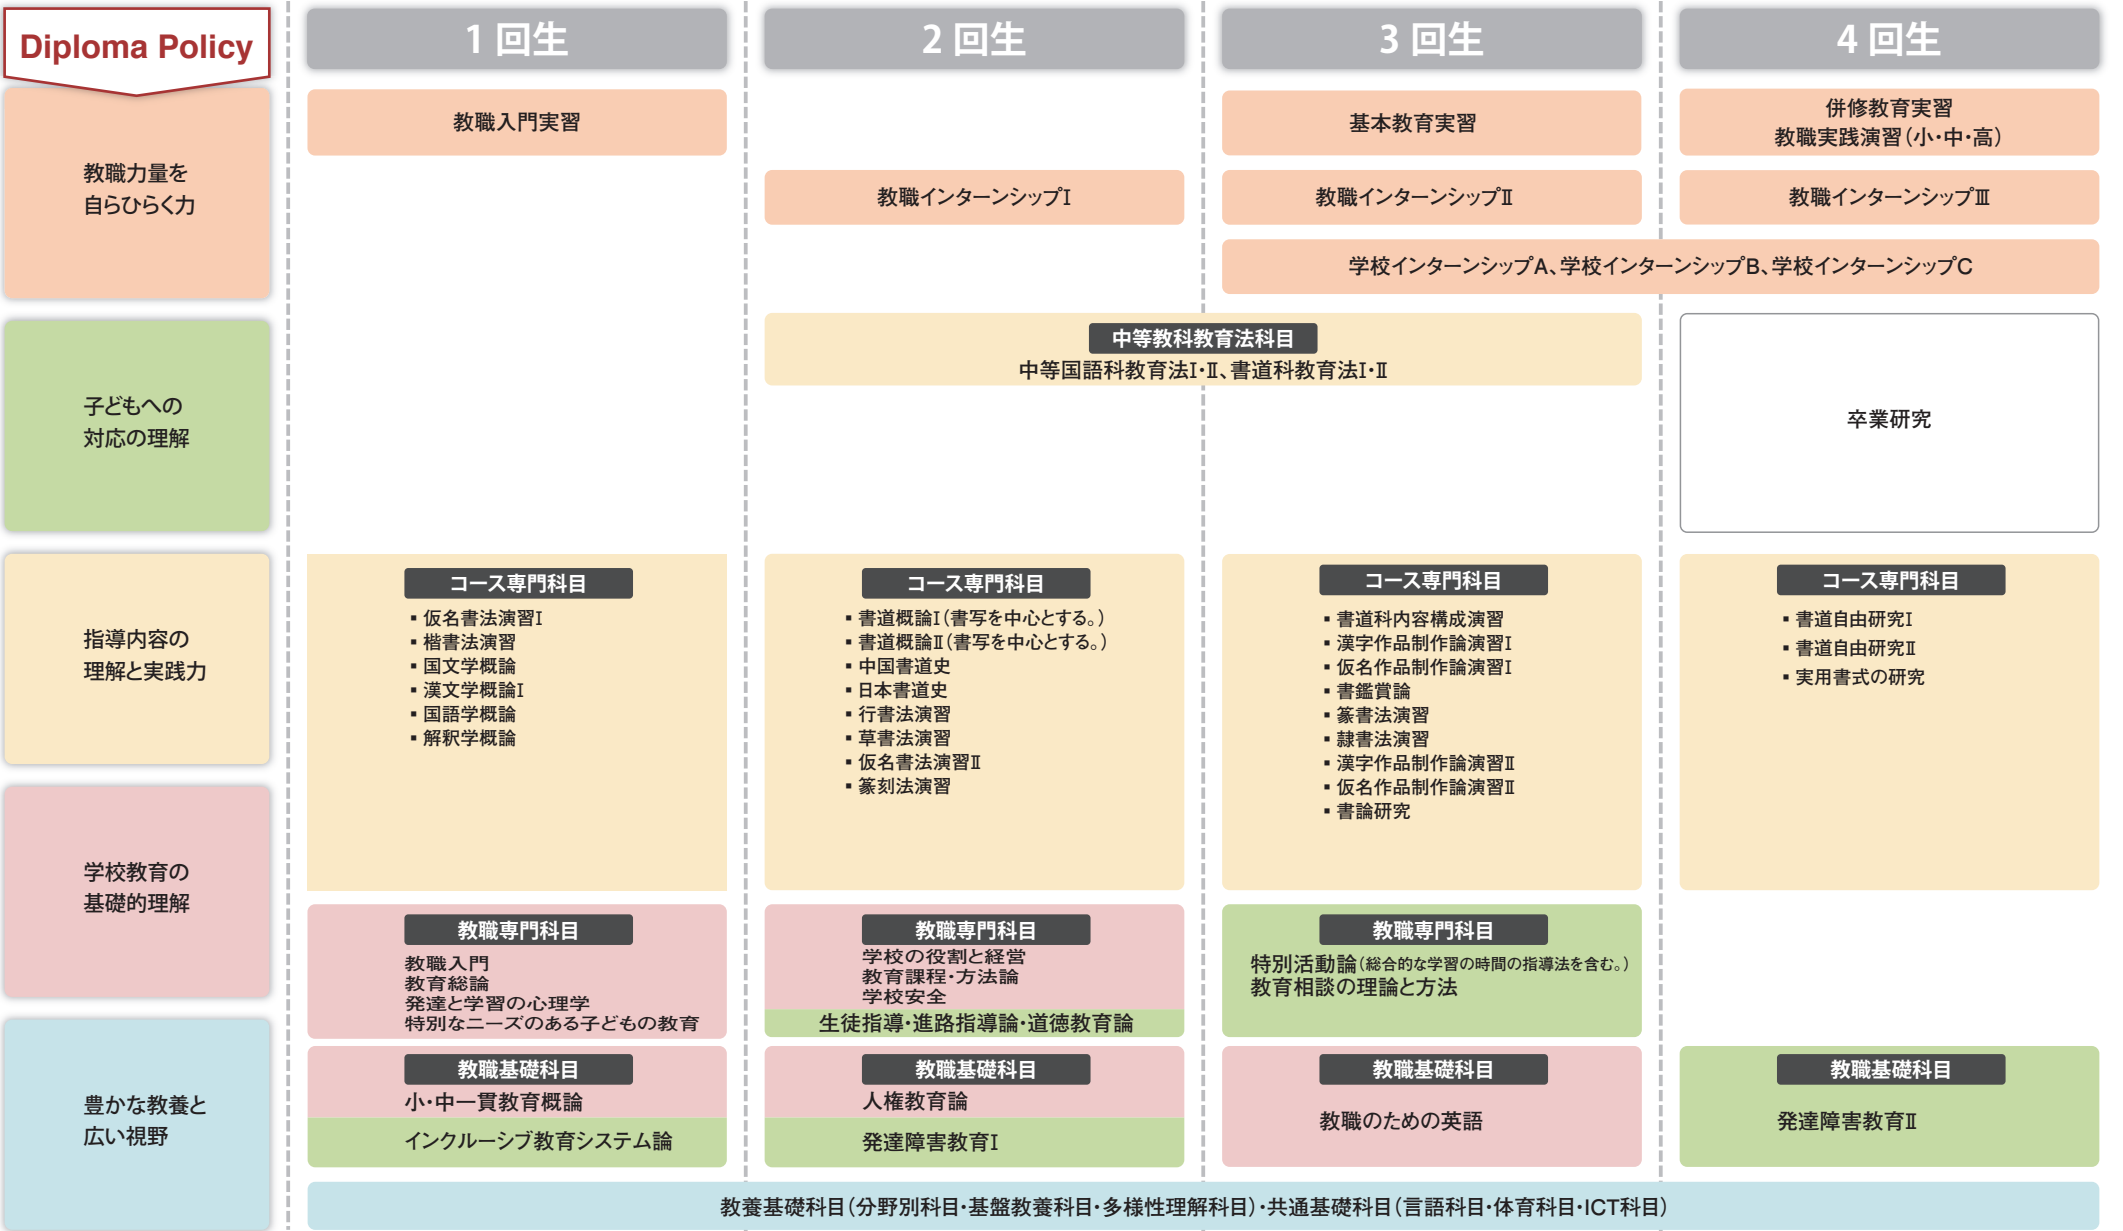 Diploma Policy
1 回生
2 回生
3 回生
4 回生
教職力量を
自らひらく力
子どもへの
対応の理解
指導内容の
理解と実践力
学校教育の
基礎的理解
豊かな教養と
広い視野
教職入門実習
基本教育実習
併修教育実習
教職実践演習(小・中・高)
教職インターンシップⅠ
教職インターンシップⅡ
教職インターンシップⅢ
学校インターンシップA、学校インターンシップB、学校インターンシップC
中等教科教育法科目
中等国語科教育法Ⅰ・Ⅱ、書道科教育法Ⅰ・Ⅱ
卒業研究
コース専門科目
▪ 仮名書法演習Ⅰ
▪ 楷書法演習
▪ 国文学概論
▪ 漢文学概論Ⅰ
▪ 国語学概論
▪ 解釈学概論
コース専門科目
▪ 書道概論Ⅰ(書写を中心とする。)
▪ 書道概論Ⅱ(書写を中心とする。)
▪ 中国書道史
▪ 日本書道史
▪ 行書法演習
▪ 草書法演習
▪ 仮名書法演習Ⅱ
▪ 篆刻法演習
コース専門科目
▪ 書道科内容構成演習
▪ 漢字作品制作論演習Ⅰ
▪ 仮名作品制作論演習Ⅰ
▪ 書鑑賞論
▪ 篆書法演習
▪ 隷書法演習
▪ 漢字作品制作論演習Ⅱ
▪ 仮名作品制作論演習Ⅱ
▪ 書論研究
コース専門科目
▪ 書道自由研究Ⅰ
▪ 書道自由研究Ⅱ
▪ 実用書式の研究
教職専門科目
教職入門
教育総論
発達と学習の心理学
特別なニーズのある子どもの教育
教職専門科目
学校の役割と経営
教育課程・方法論
学校安全
生徒指導・進路指導論・道徳教育論
教職専門科目
特別活動論(総合的な学習の時間の指導法を含む。)
教育相談の理論と方法
教職基礎科目
小・中一貫教育概論
インクルーシブ教育システム論
教職基礎科目
人権教育論
発達障害教育Ⅰ
教職基礎科目
教職のための英語
教職基礎科目
発達障害教育Ⅱ
教養基礎科目(分野別科目・基盤教養科目・多様性理解科目)・共通基礎科目(言語科目・体育科目・ICT科目)